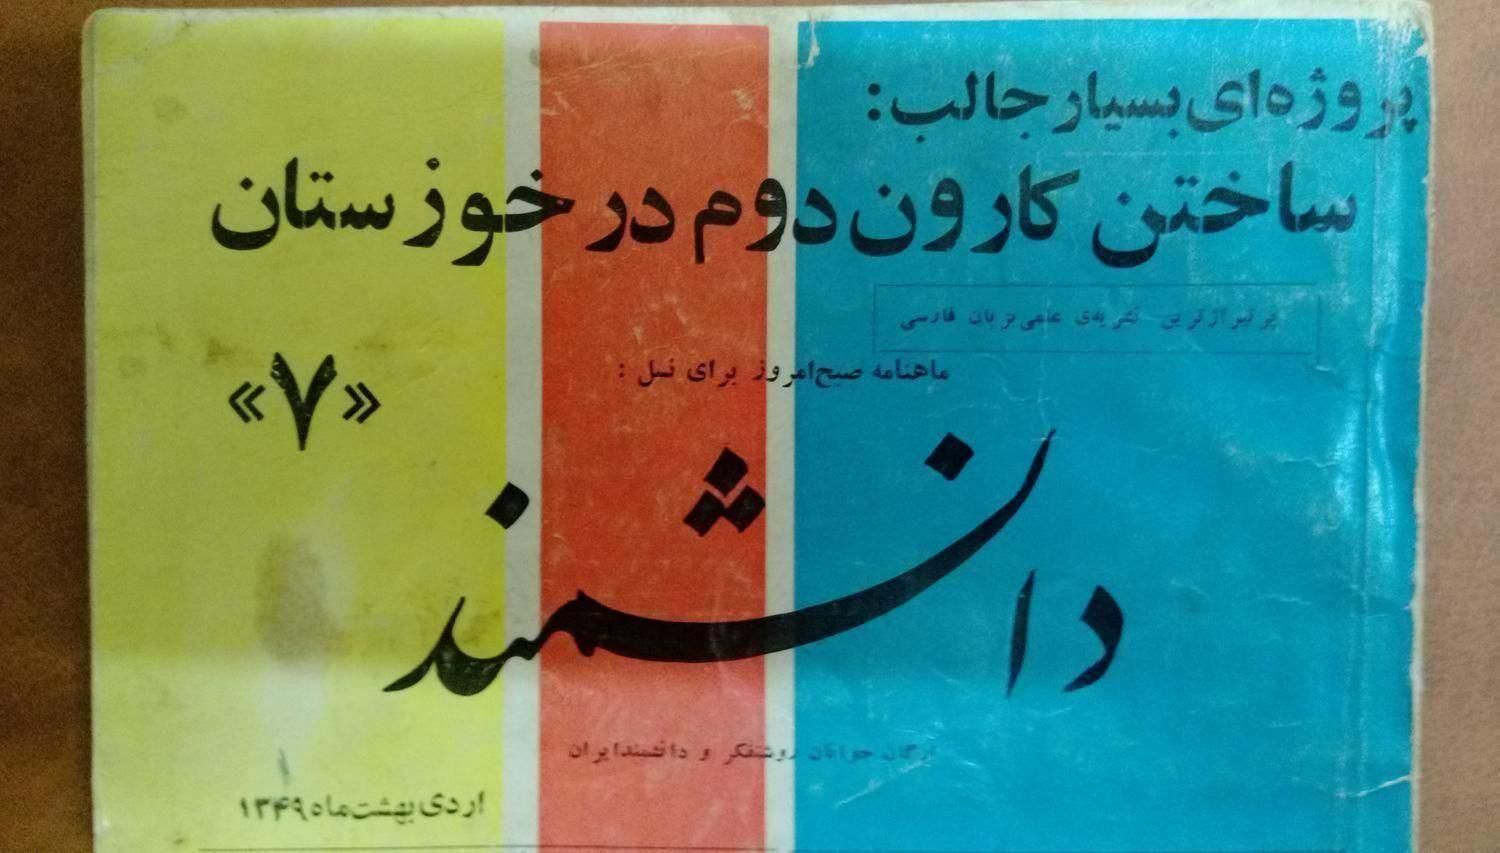 پروژه‌ای بسیار جالب:
ساختن کارون دوم در خوزستان
پرتیراژترین نشریه‌ی علمی بزبان فارسی
ماهنامه صبح‌امروز برای نسل :
«۷»
دانشمند
ارگان جوانان روشنفکر و دانشمند ایران
اردی بهشت ماه ۱۳۴۹